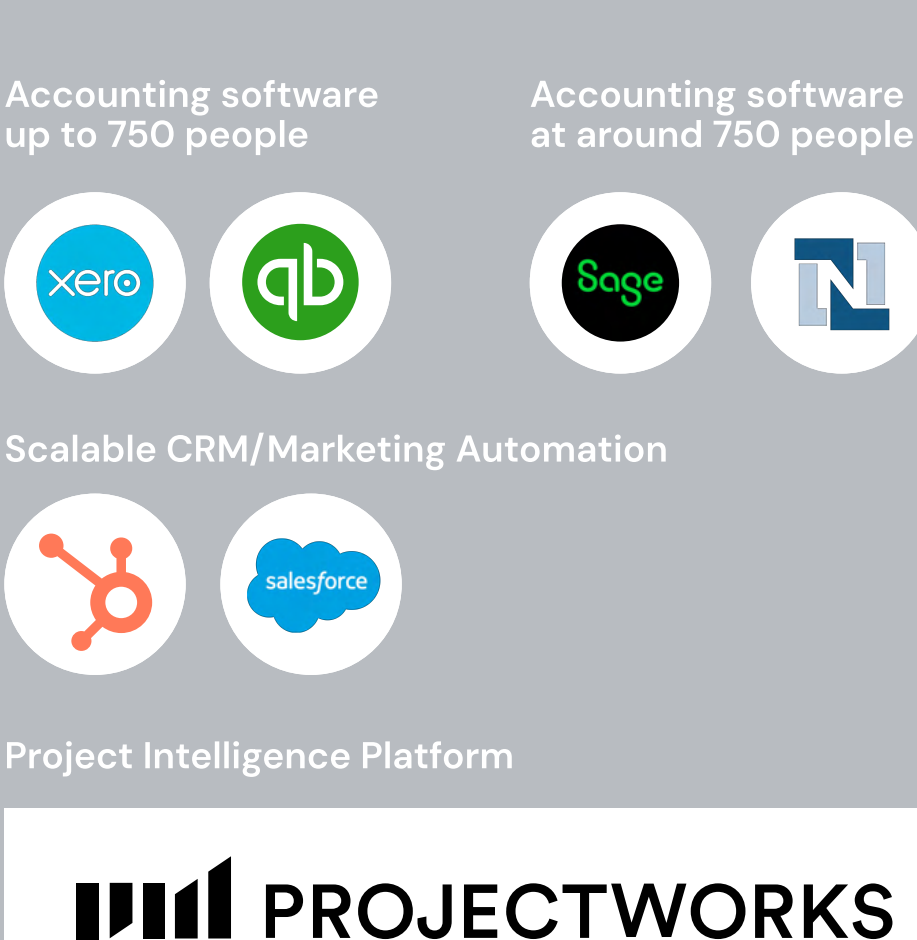 Accounting software
up to 750 people
Accounting software
at around 750 people
xero
qb
Sage
N
Scalable CRM/Marketing Automation
salesforce
Project Intelligence Platform
PROJECTWORKS